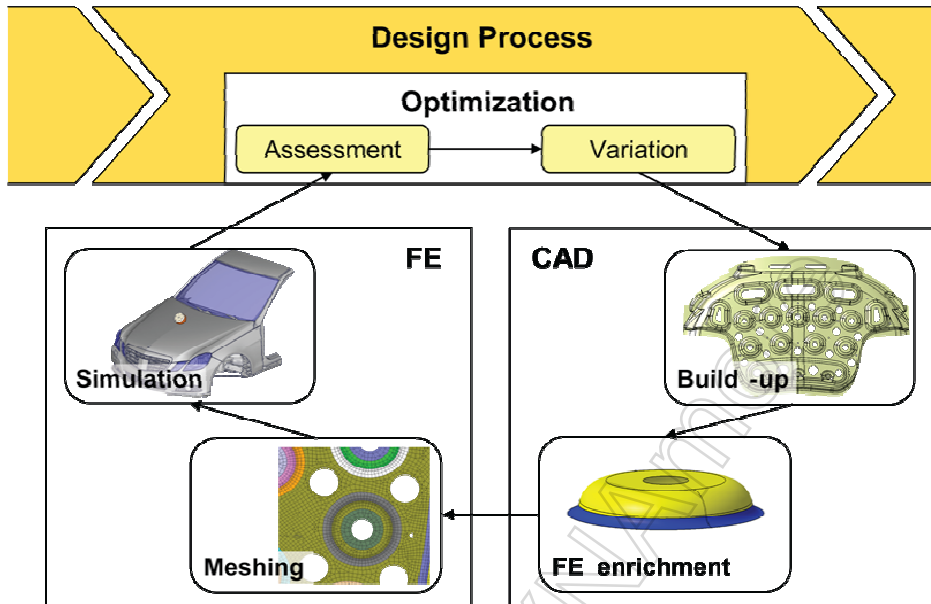 Design Process
Optimization
Assessment
Variation
FE
CAD
Simulation
Build -up
Meshing
FE enrichment